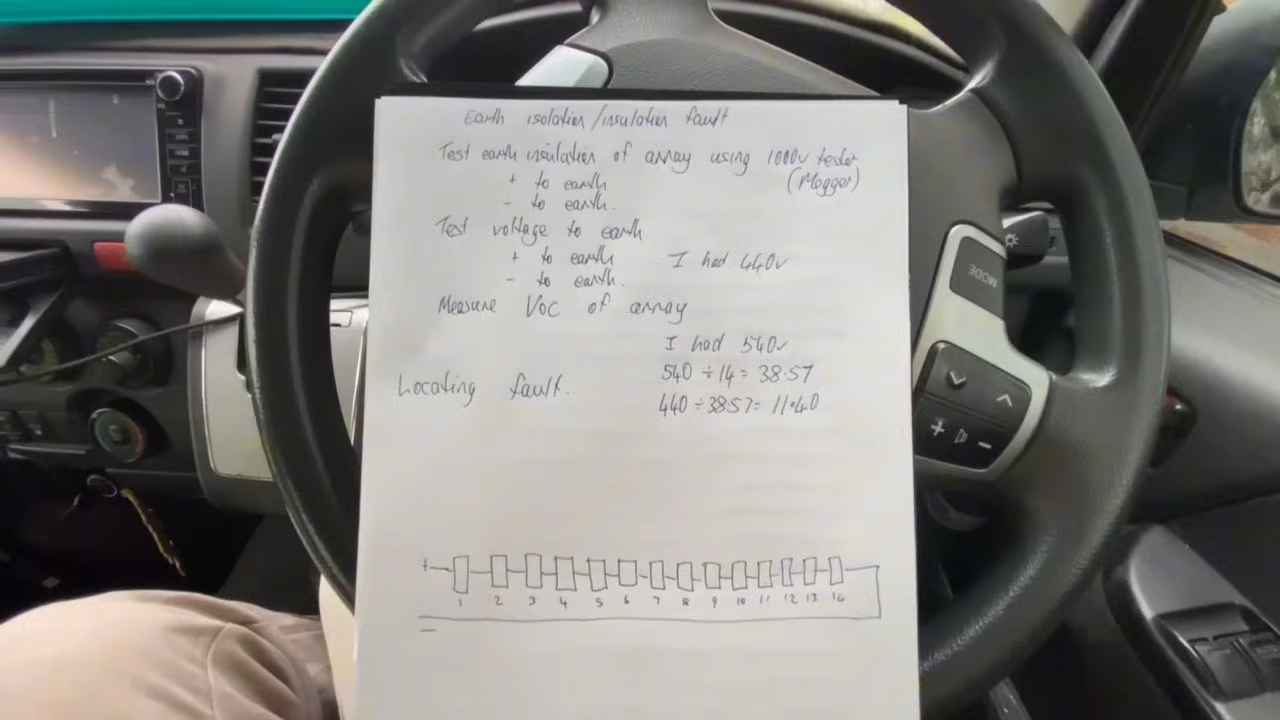 Earth isolation/insulation fault
Test earth insulation of array using 1000v tester
(Megger)
+ to earth
- to earth.
Test voltage to earth
+ to earth I had 440v
- to earth.
Measure Voc of array
I had 540v
540 ÷ 14 = 38.57
Locating fault.
440 ÷ 38.57 = 11.40
+
1 2 3 4 5 6 7 8 9 10 11 12 13 14
-
MODE
+ -